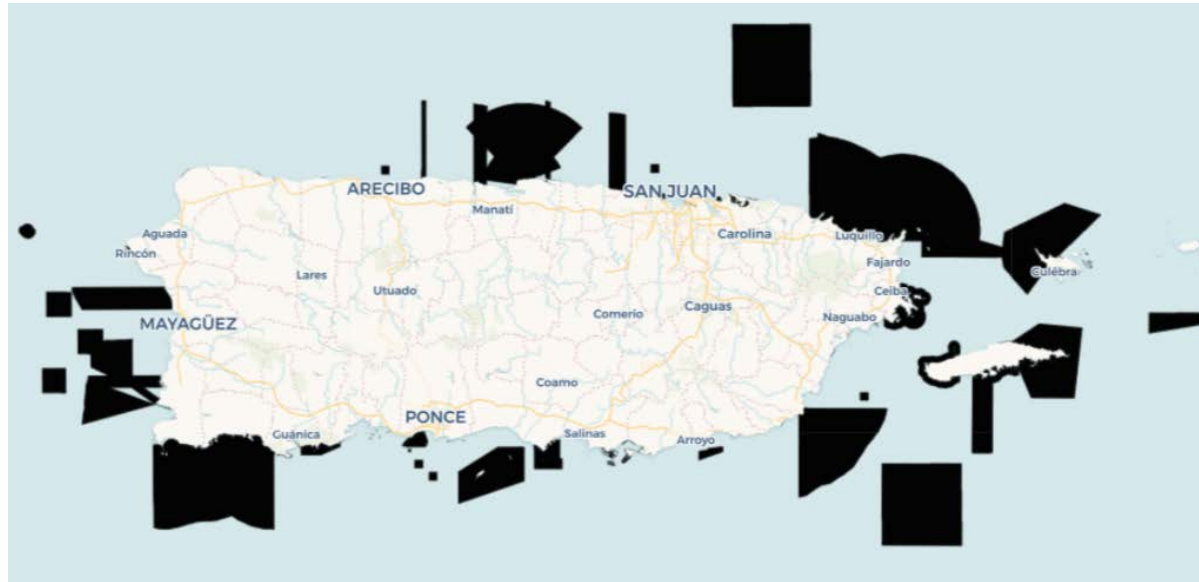 ARECIBO
SAN JUAN
Manatí
Aguada
Carolina
Luquillo
Rincón
Fajardo
Culébra
Lares
Utuado
Ceiba
Caguas
Comerío
Naguabo
MAYAGÜEZ
Coamo
PONCE
Guánica
Salinas
Arroyo